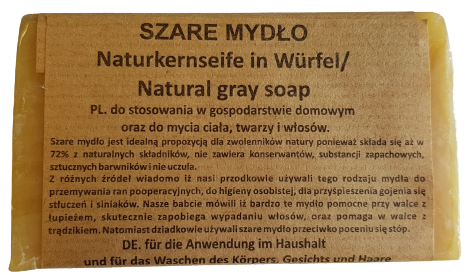 SZARE MYDŁO
Naturkernseife in Würfel/
Natural gray soap
PL. do stosowania w gospodarstwie domowym
oraz do mycia ciała, twarzy i włosów.
Szare mydło jest idealną propozycją dla zwolenników natury ponieważ składa się aż w
72% z naturalnych składników, nie zawiera konserwantów, substancji zapachowych,
sztucznych barwników i nie uczula.
Z różnych źródeł wiadomo iż nasi przodkowie używali tego rodzaju mydła do
przemywania ran pooperacyjnych, do higieny osobistej, dla przyśpieszenia gojenia się
stłuczeń i siniaków. Nasze babcie mówili iż bardzo te mydło pomocne przy walce z
łupieżem, skutecznie zapobiega wypadaniu włosów, oraz pomaga w walce z
trądzikiem. Natomiast dziadkowie używali szare mydło przeciwko poceniu się stóp.
DE. für die Anwendung im Haushalt
und für das Waschen des Körpers, Gesichts und Haare